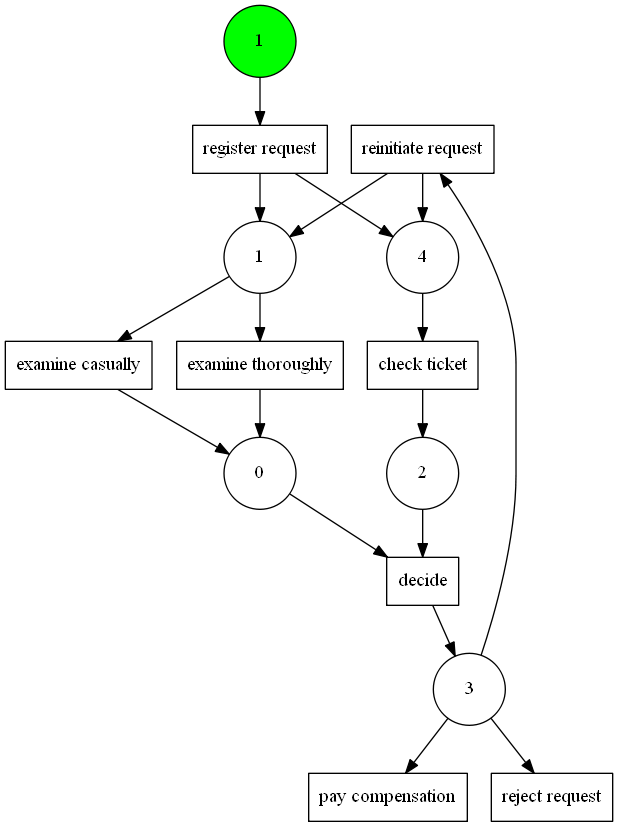 1
register request
reinitiate request
1
4
examine casually
examine thoroughly
check ticket
0
2
decide
3
pay compensation
reject request